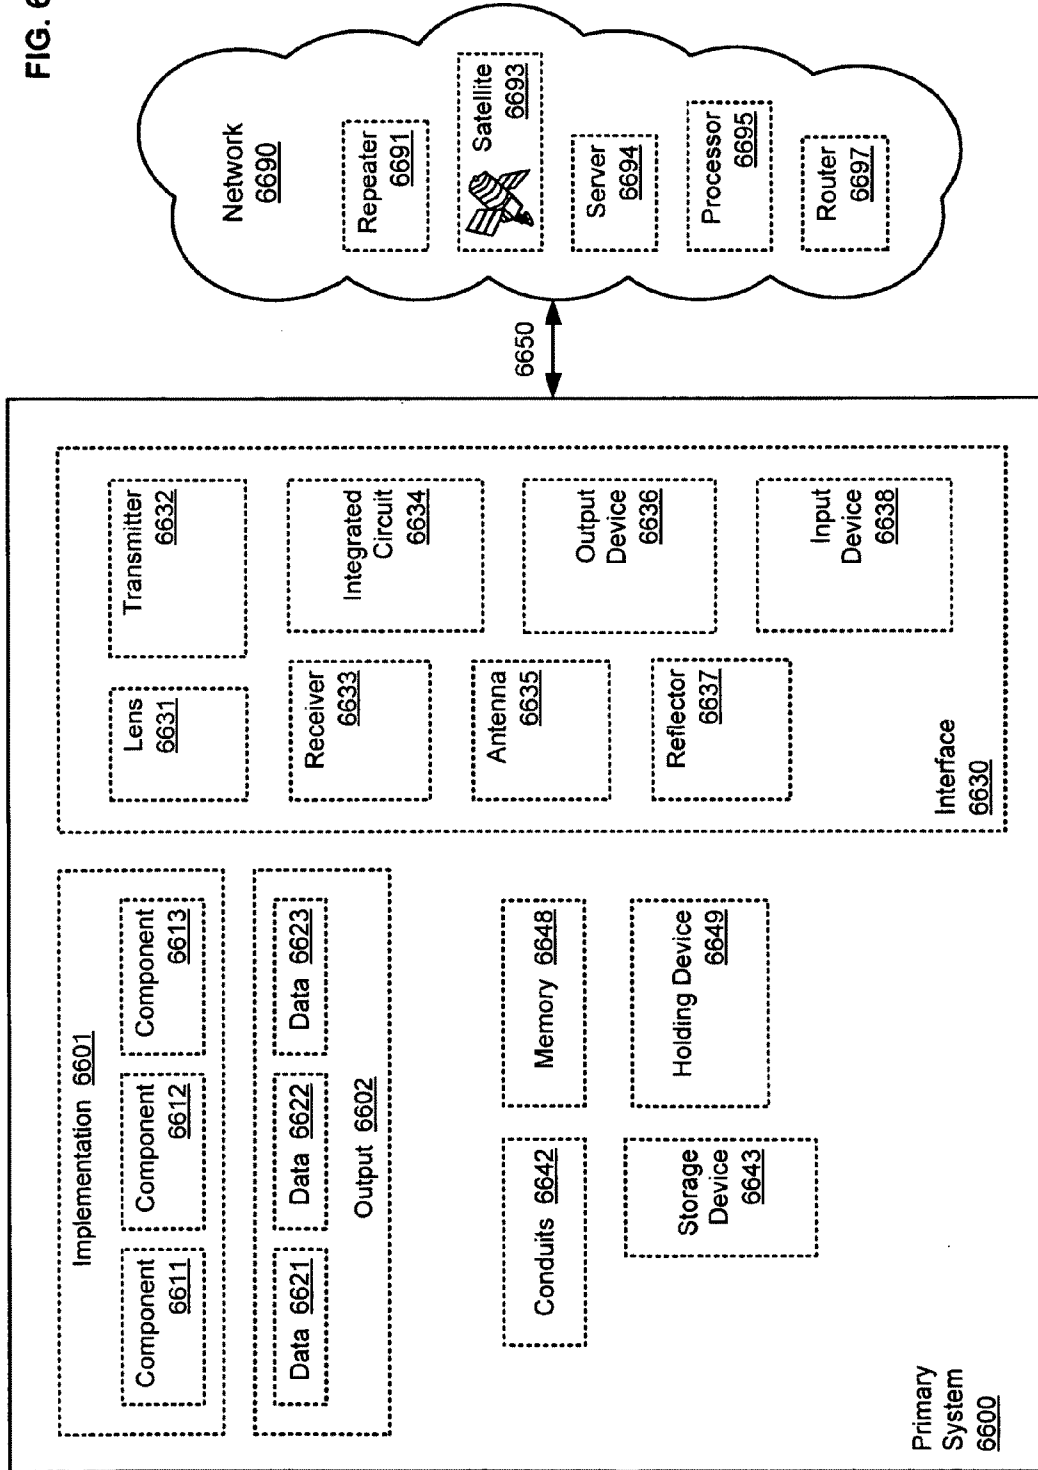 FIG. 6
Primary
System
6600
Implementation 6601
Component
6611
Component
6612
Component
6613
Data 6621
Data 6622
Data 6623
Output 6602
Conduits 6642
Memory 6648
Storage
Device
6643
Holding Device
6649
Interface
6630
Lens
6631
Transmitter
6632
Receiver
6633
Integrated
Circuit
6634
Antenna
6635
Output
Device
6636
Reflector
6637
Input
Device
6638
6650
Network
6690
Repeater
6691
Satellite
6693
Server
6694
Processor
6695
Router
6697